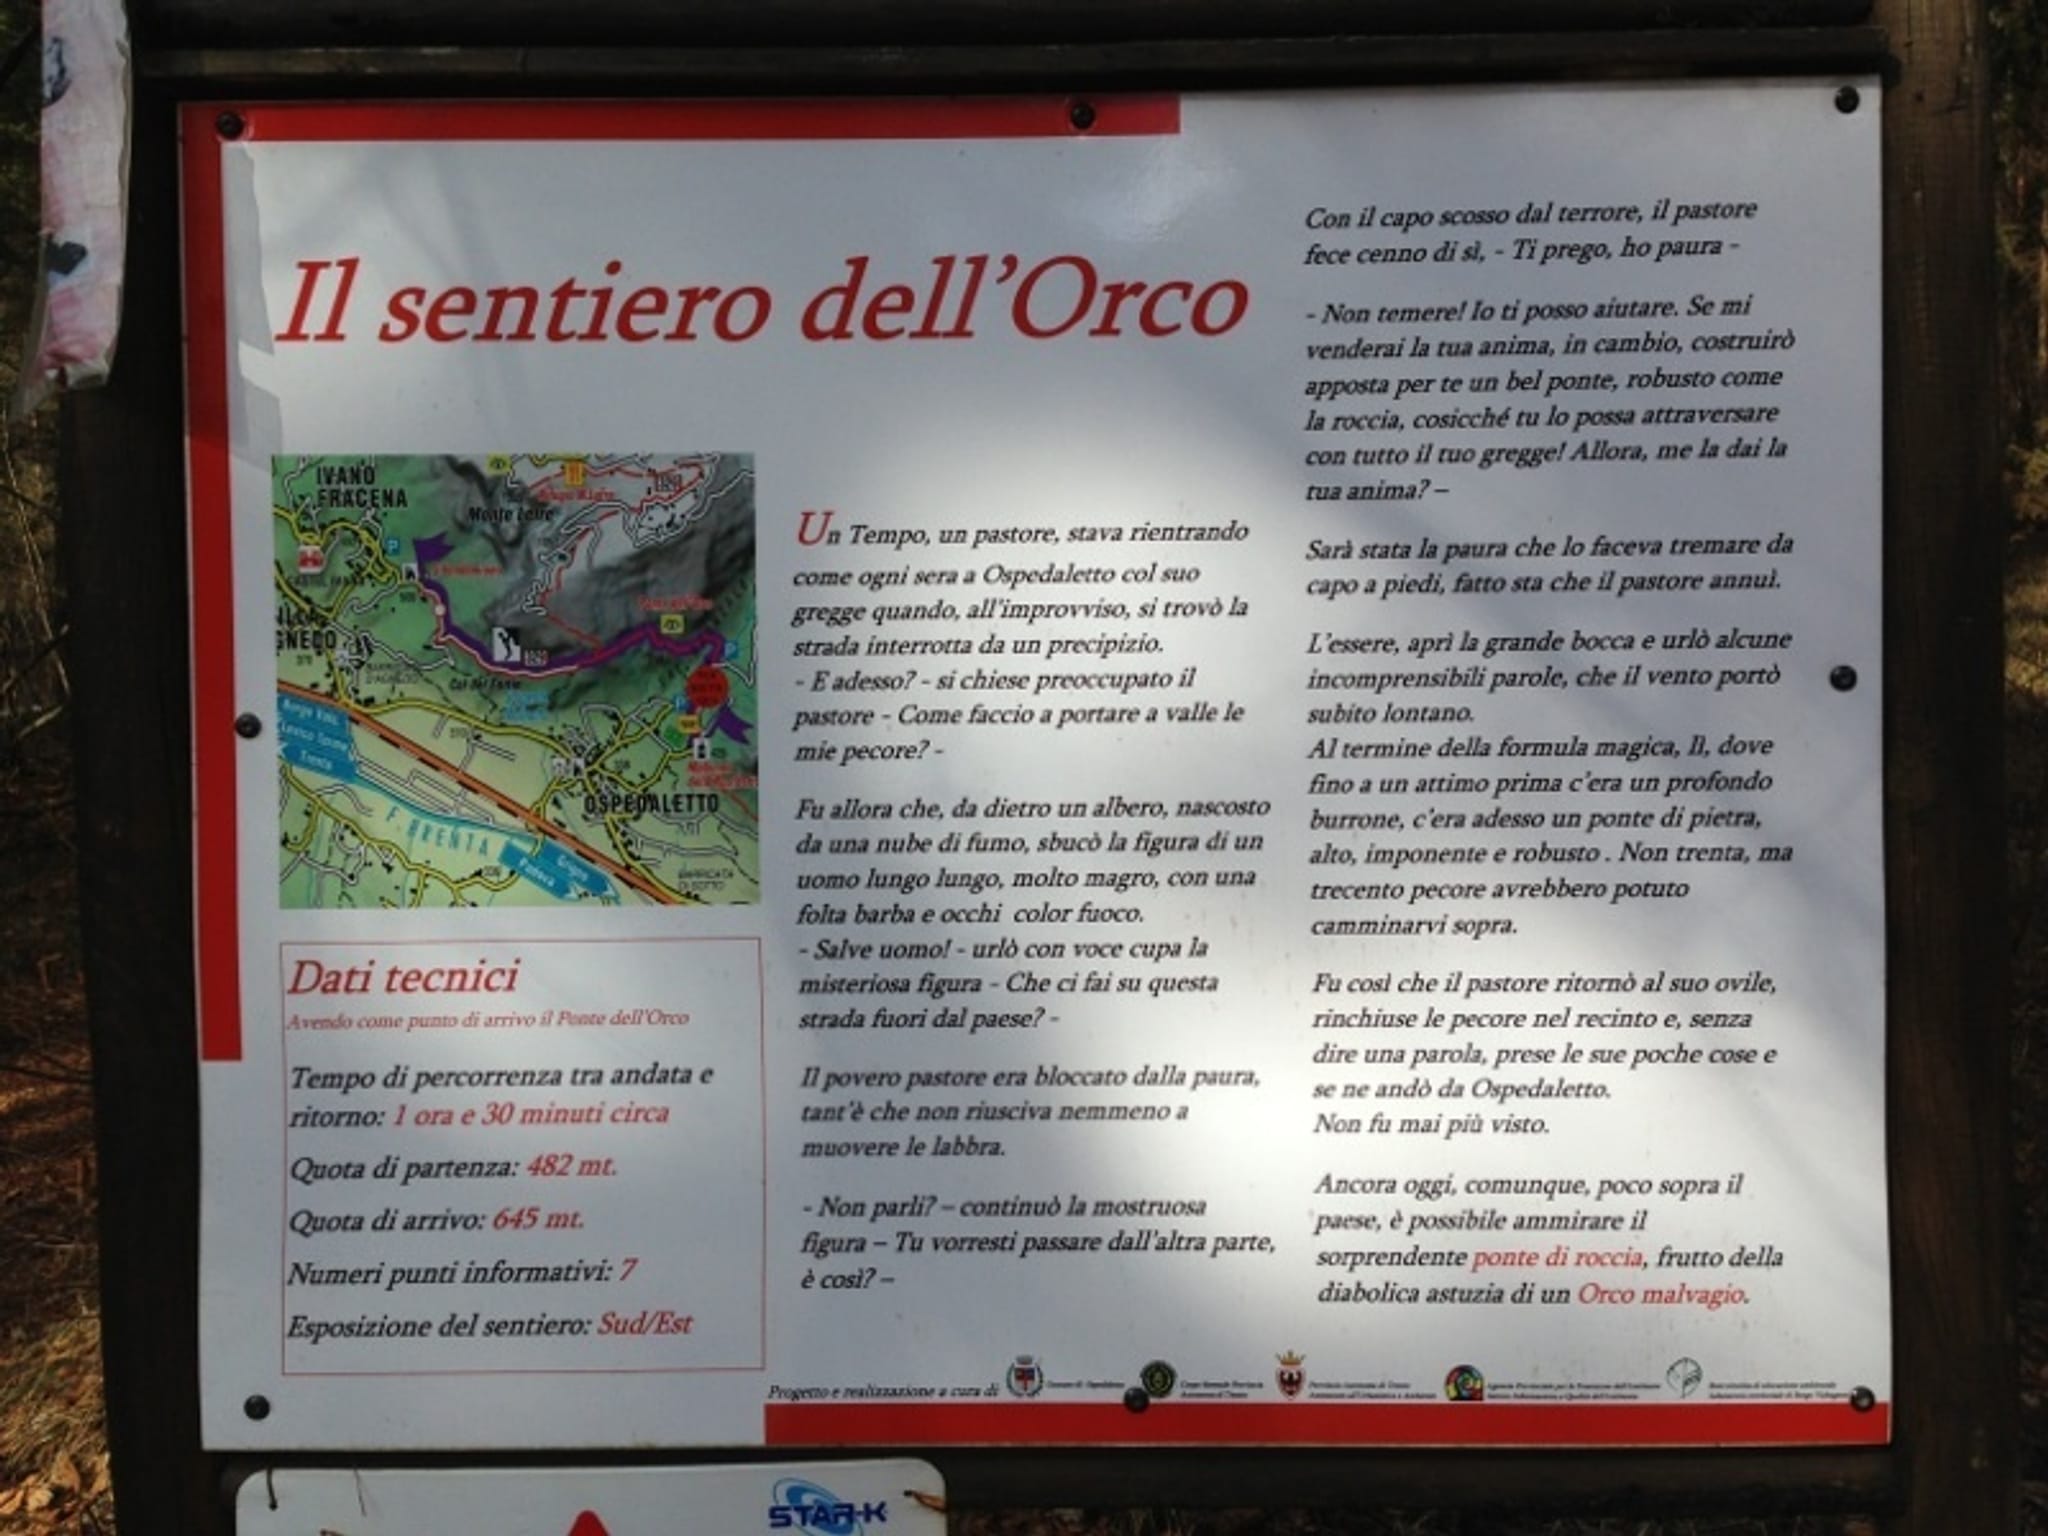 Il sentiero dell'Orco
IVANO
FRACENA
Monte Lefre
OSPEDALETTO
F. BRENTA
Trento
Padova
Grigno
Dati tecnici
Avendo come punto di arrivo il Ponte dell'Orco
Tempo di percorrenza tra andata e
ritorno: 1 ora e 30 minuti circa
Quota di partenza: 482 mt.
Quota di arrivo: 645 mt.
Numeri punti informativi: 7
Esposizione del sentiero: Sud/Est
Un Tempo, un pastore, stava rientrando
come ogni sera a Ospedaletto col suo
gregge quando, all'improvviso, si trovò la
strada interrotta da un precipizio.
- E adesso? - si chiese preoccupato il
pastore - Come faccio a portare a valle le
mie pecore? -
Fu allora che, da dietro un albero, nascosto
da una nube di fumo, sbucò la figura di un
uomo lungo lungo, molto magro, con una
folta barba e occhi color fuoco.
- Salve uomo! - urlò con voce cupa la
misteriosa figura - Che ci fai su questa
strada fuori dal paese? -
Il povero pastore era bloccato dalla paura,
tant'è che non riusciva nemmeno a
muovere le labbra.
- Non parli? – continuò la mostruosa
figura – Tu vorresti passare dall'altra parte,
è così? –
Con il capo scosso dal terrore, il pastore
fece cenno di sì, - Ti prego, ho paura -
- Non temere! Io ti posso aiutare. Se mi
venderai la tua anima, in cambio, costruirò
apposta per te un bel ponte, robusto come
la roccia, cosicché tu lo possa attraversare
con tutto il tuo gregge! Allora, me la dai la
tua anima? –
Sarà stata la paura che lo faceva tremare da
capo a piedi, fatto sta che il pastore annuì.
L'essere, aprì la grande bocca e urlò alcune
incomprensibili parole, che il vento portò
subito lontano.
Al termine della formula magica, lì, dove
fino a un attimo prima c'era un profondo
burrone, c'era adesso un ponte di pietra,
alto, imponente e robusto . Non trenta, ma
trecento pecore avrebbero potuto
camminarvi sopra.
Fu così che il pastore ritornò al suo ovile,
rinchiuse le pecore nel recinto e, senza
dire una parola, prese le sue poche cose e
se ne andò da Ospedaletto.
Non fu mai più visto.
Ancora oggi, comunque, poco sopra il
paese, è possibile ammirare il
sorprendente ponte di roccia, frutto della
diabolica astuzia di un Orco malvagio.
Progetto e realizzazione a cura di
STAR-K